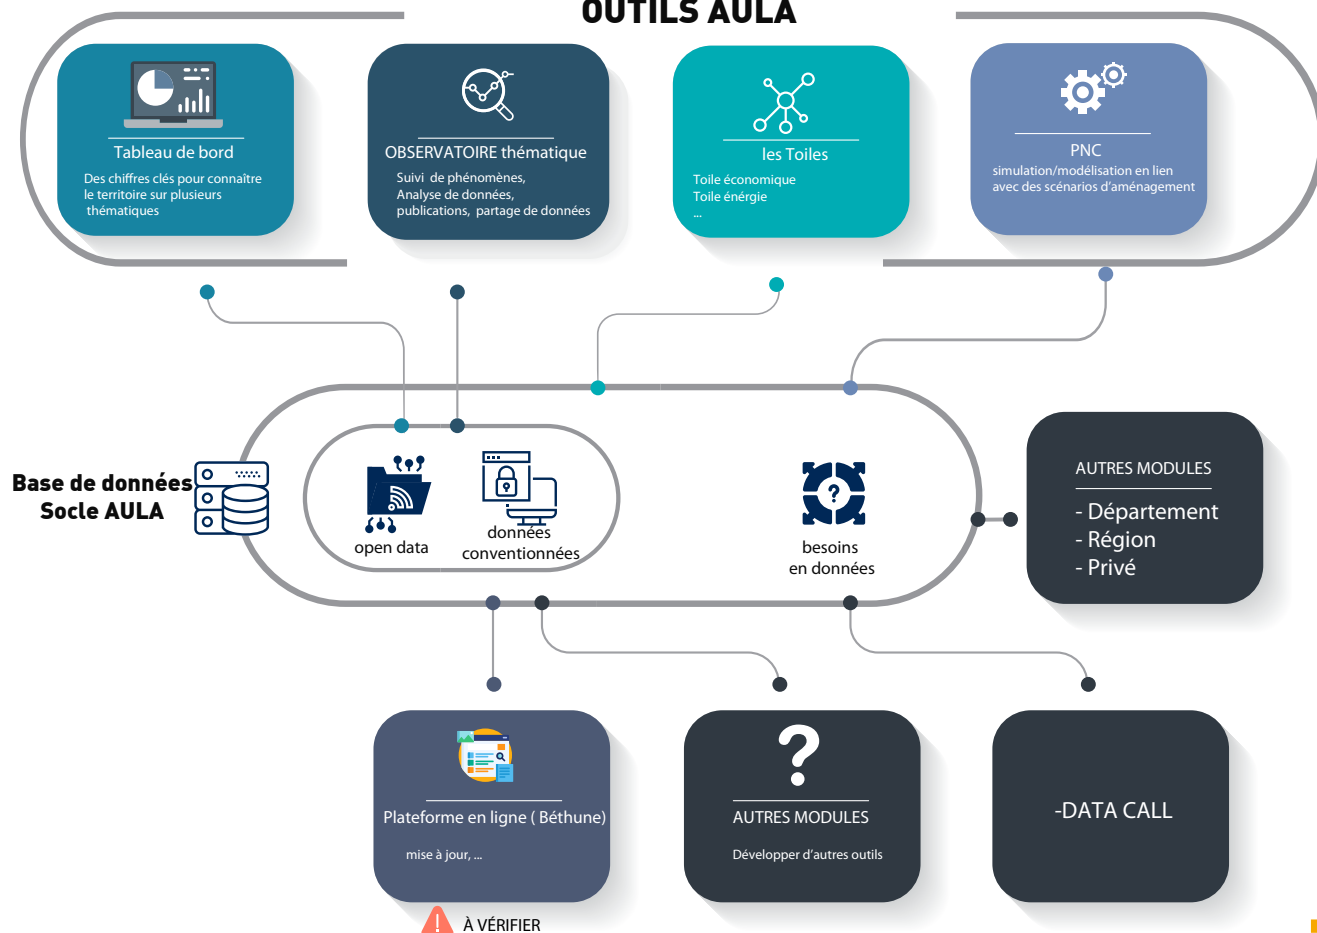 OUTILS AULA
Tableau de bord
Des chiffres clés pour connaître
le territoire sur plusieurs
thématiques
OBSERVATOIRE thématique
Suivi de phénomènes,
Analyse de données,
publications, partage de données
les Toiles
Toile économique
Toile énérgie
...
PNC
simulation/modélisation en lien
avec des scénarios d'aménagement
Base de données
Socle AULA
open data
données
conventionnées
?
besoins
en données
AUTRES MODULES
- Département
- Région
- Privé
Plateforme en ligne ( Béthune)
mise à jour, ...
! À VÉRIFIER
?
AUTRES MODULES
Développer d'autres outils
-DATA CALL